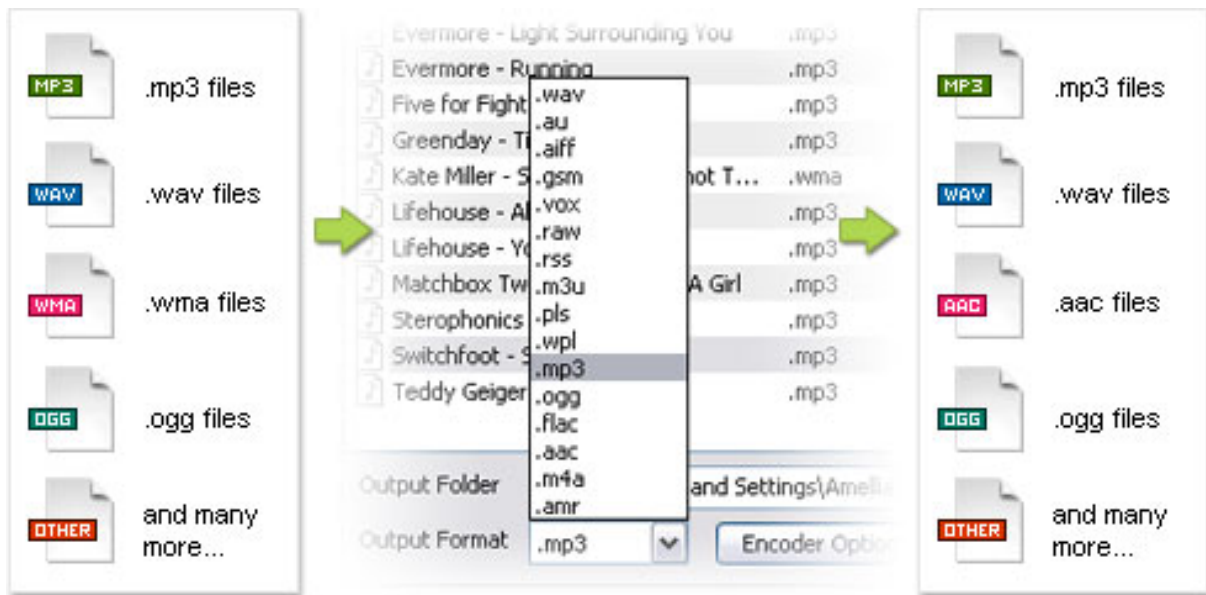 MP3 .mp3 files
WAV .wav files
WMA .wma files
OGG .ogg files
OTHER and many
more...
Evermore - Light Surrounding You .mp3
Evermore - Running .mp3
Five for Fight
Greenday - Ti .mp3
Kate Miller - S not T... .wma
Lifehouse - Al .mp3
Lifehouse - Yo .mp3
Matchbox Tw A Girl .mp3
Sterophonics .mp3
Switchfoot - S .mp3
Teddy Geiger .mp3
.wav
.au
.aiff
.gsm
.vox
.raw
.rss
.m3u
.pls
.wpl
.mp3
.ogg
.flac
.aac
.m4a
.amr
Output Folder and Settings\Ameli
Output Format .mp3 Encoder Optio
MP3 .mp3 files
WAV .wav files
AAC .aac files
OGG .ogg files
OTHER and many
more...